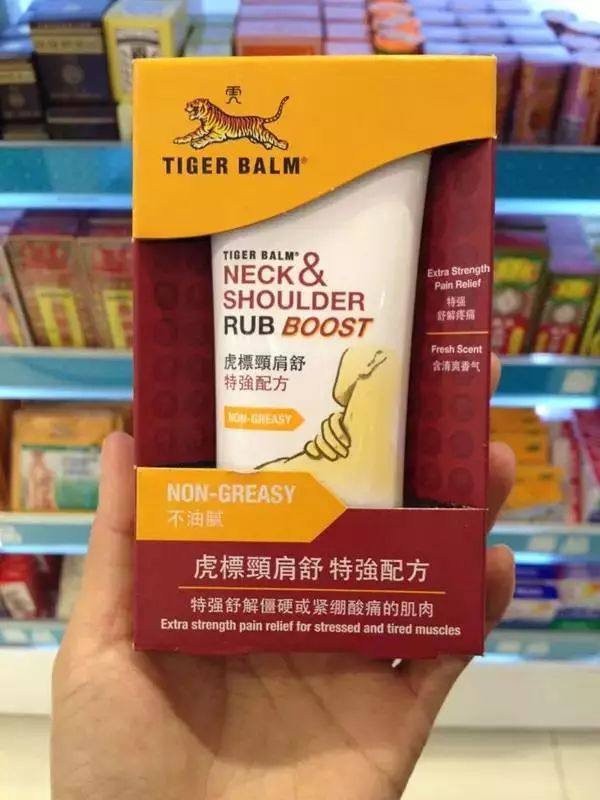 TIGER BALM®
TIGER BALM®
NECK &
SHOULDER
RUB BOOST
虎標頸肩舒
特強配方
NON-GREASY
Extra Strength
Pain Relief
特强
舒解疼痛
Fresh Scent
含清爽香气
NON-GREASY
不油腻
虎標頸肩舒 特強配方
特强舒解僵硬或紧绷酸痛的肌肉
Extra strength pain relief for stressed and tired muscles